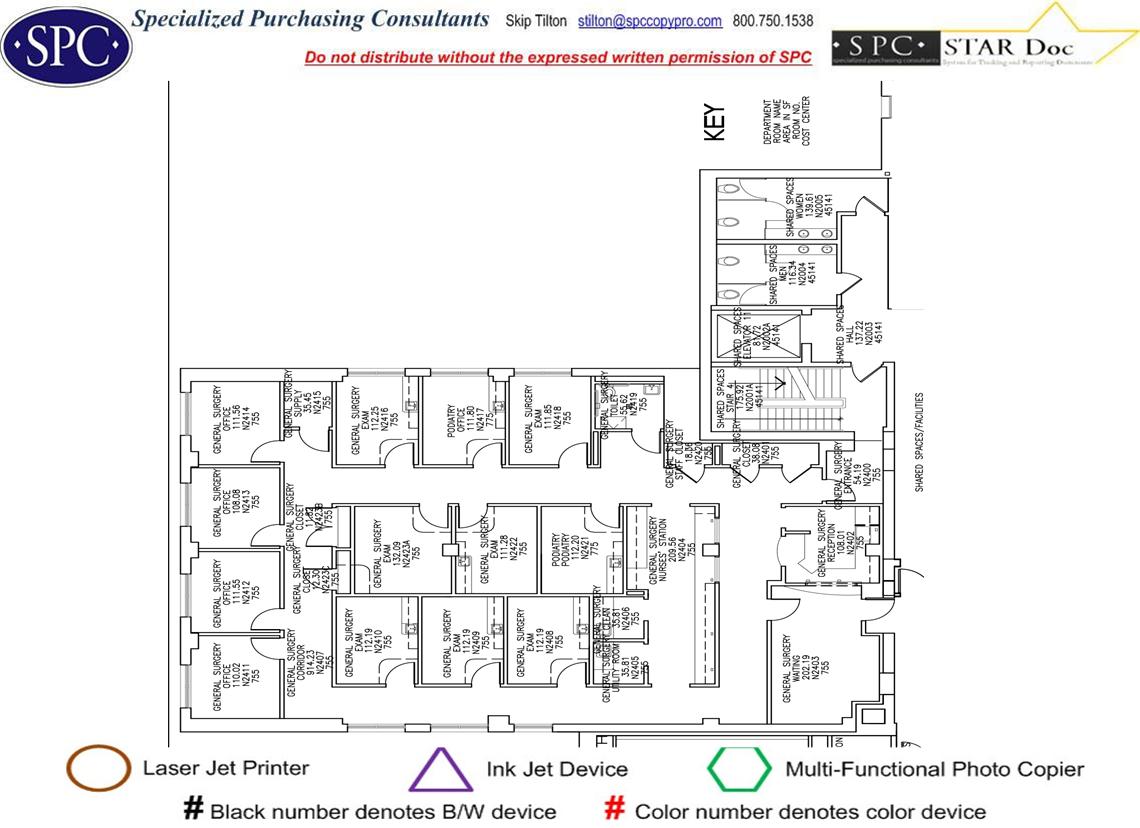 SPC
Specialized Purchasing Consultants Skip Tilton stilton@spccopypro.com 800.750.1538
Do not distribute without the expressed written permission of SPC
SPC STAR Doc
specialized purchasing consultants System for Tracking and Reporting Documents
KEY
DEPARTMENT
ROOM NAME
AREA IN SF
ROOM NO.
COST CENTER
SHARED SPACES
WOMEN
139.61
N2005
45141
SHARED SPACES
MEN
116.34
N2004
45141
SHARED SPACES
ELEVATOR 11
81.72
N2002A
45141
SHARED SPACES
HALL
137.22
N2003
45141
SHARED SPACES
STAIR 4
N2001A
45141
SHARED SPACES/FACILITIES
GENERAL SURGERY
OFFICE
111.56
N2414
755
GENERAL SURGERY
SUPPLY
35.45
N2415
755
GENERAL SURGERY
EXAM
112.25
N2416
755
PODIATRY
OFFICE
111.80
N2417
775
GENERAL SURGERY
EXAM
111.85
N2418
755
GENERAL SURGERY
TOILET
55.62
N2419
755
GENERAL SURGERY
STAFF CLOSET
755
GENERAL SURGERY
CLOSET
38.08
N2401
755
GENERAL SURGERY
ENTRANCE
54.19
N2400
755
GENERAL SURGERY
OFFICE
108.08
N2413
755
GENERAL SURGERY
CLOSET
N2423B
755
GENERAL SURGERY
EXAM
132.09
N2423A
755
GENERAL SURGERY
EXAM
111.28
N2422
755
PODIATRY
PODIATRY
112.20
N2421
775
GENERAL SURGERY
NURSES' STATION
209.56
N2404
755
GENERAL SURGERY
RECEPTION
108.01
N2402
755
GENERAL SURGERY
OFFICE
111.55
N2412
755
GENERAL SURGERY
CLOSET
12.30
N2423C
755
GENERAL SURGERY
OFFICE
110.02
N2411
755
GENERAL SURGERY
CORRIDOR
914.23
N2407
755
GENERAL SURGERY
EXAM
112.19
N2410
755
GENERAL SURGERY
EXAM
112.19
N2409
755
GENERAL SURGERY
EXAM
112.19
N2408
755
GENERAL SURGERY
CLEAN
35.81
N2406
755
GENERAL SURGERY
UTILITY ROOM
35.81
N2405
755
GENERAL SURGERY
WAITING
202.19
N2403
755
Laser Jet Printer Ink Jet Device Multi-Functional Photo Copier
# Black number denotes B/W device # Color number denotes color device